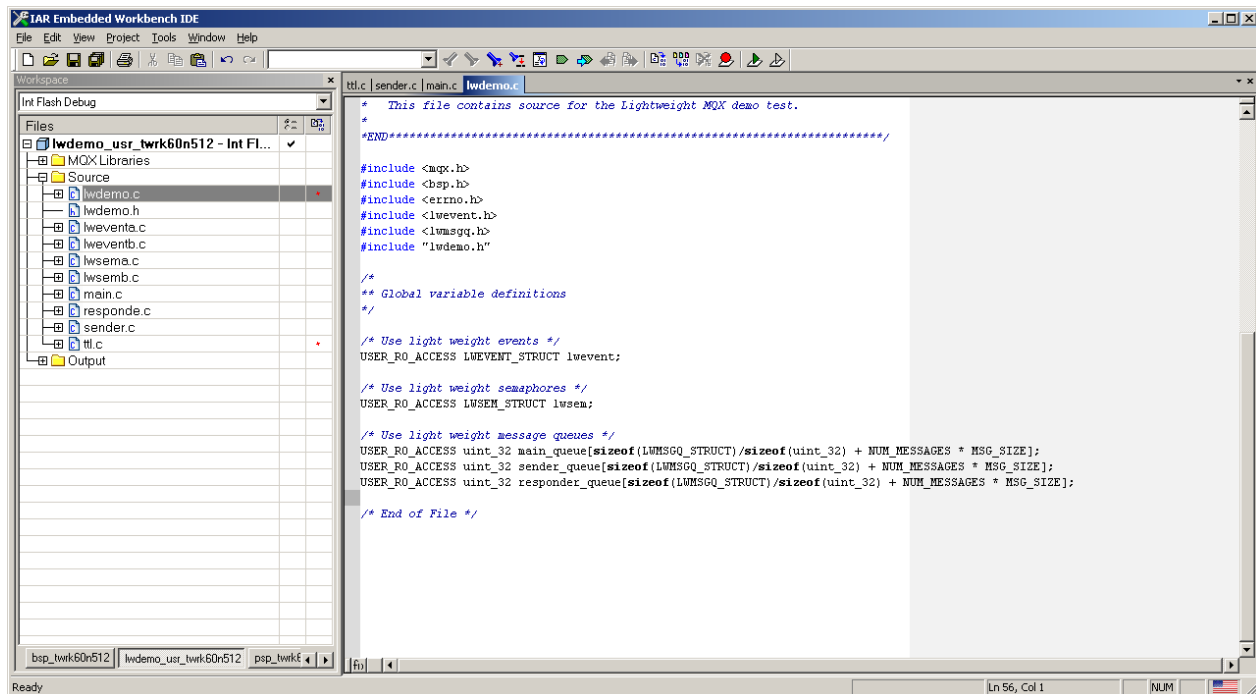 IAR Embedded Workbench IDE
File Edit View Project Tools Window Help
Workspace
Int Flash Debug
Files
lwdemo_usr_twrk60n512 - Int Fl...
MQX Libraries
Source
lwdemo.c
lwdemo.h
lweventa.c
lweventb.c
lwsema.c
lwsemb.c
main.c
responde.c
sender.c
ttl.c
Output
bsp_twrk60n512 lwdemo_usr_twrk60n512 psp_twrk6
ttl.c | sender.c | main.c lwdemo.c
* This file contains source for the Lightweight MQX demo test.
*
*END************************************************************************/
#include <mqx.h>
#include <bsp.h>
#include <errno.h>
#include <lwevent.h>
#include <lwmsgq.h>
#include "lwdemo.h"
/*
** Global variable definitions
*/
/* Use light weight events */
USER_RO_ACCESS LWEVENT_STRUCT lwevent;
/* Use light weight semaphores */
USER_RO_ACCESS LWSEM_STRUCT lwsem;
/* Use light weight message queues */
USER_RO_ACCESS uint_32 main_queue[sizeof(LWMSGQ_STRUCT)/sizeof(uint_32) + NUM_MESSAGES * MSG_SIZE];
USER_RO_ACCESS uint_32 sender_queue[sizeof(LWMSGQ_STRUCT)/sizeof(uint_32) + NUM_MESSAGES * MSG_SIZE];
USER_RO_ACCESS uint_32 responder_queue[sizeof(LWMSGQ_STRUCT)/sizeof(uint_32) + NUM_MESSAGES * MSG_SIZE];
/* End of File */
Ready
Ln 56, Col 1
NUM